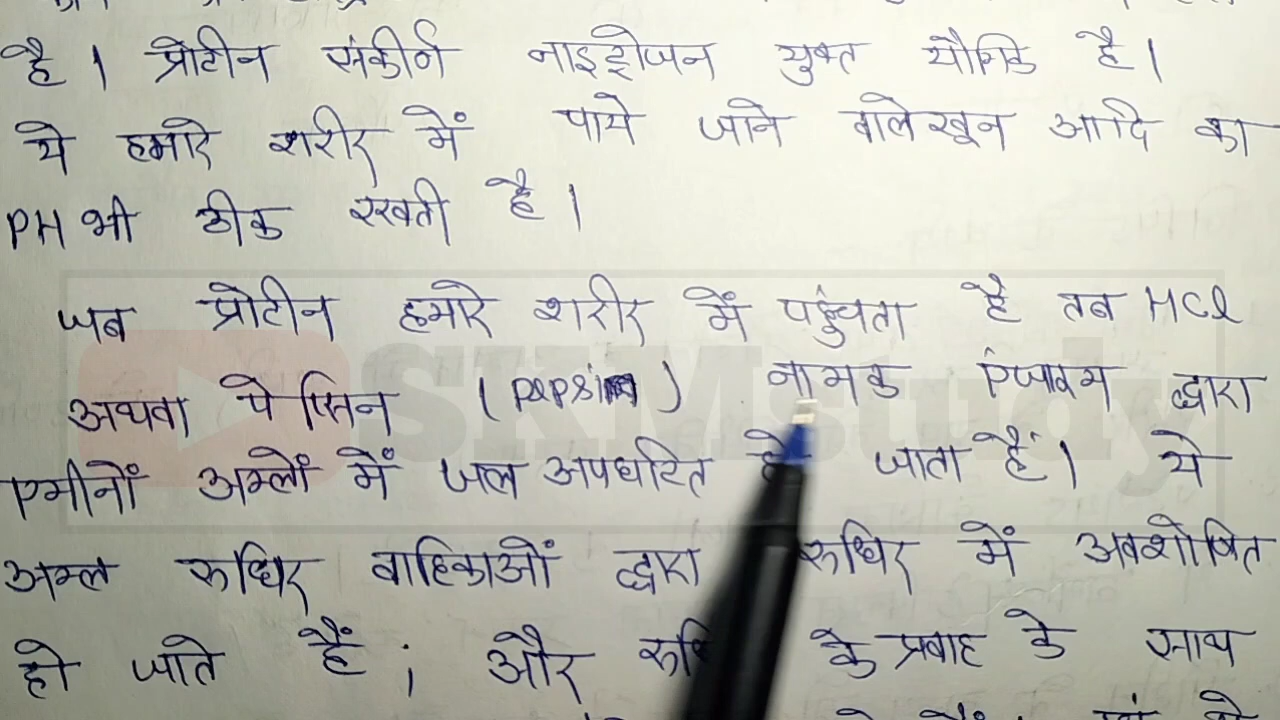 है। प्रोटीन संकीर्ण नाइट्रोजन युक्त यौगिक है।
ये हमारे शरीर में पाये जाने वाले खून आदि का
PH भी ठीक रखती है।
जब प्रोटीन हमारे शरीर में पहुंचता है तब HCl
अथवा पेप्सिन (Pepsin) नामक एंजाइम द्वारा
एमीनों अम्लों में जल अपघटित हो जाता हैं। ये
अम्ल रुधिर वाहिकाओं द्वारा रुधिर में अवशोषित
हो जाते हैं; और के प्रवाह के साथ
SKMstudy